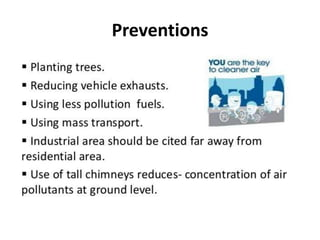 Preventions
YOU are the key
to cleaner air
▪ Planting trees.
▪ Reducing vehicle exhausts.
▪ Using less pollution fuels.
▪ Using mass transport.
▪ Industrial area should be cited far away from
residential area.
▪ Use of tall chimneys reduces- concentration of air
pollutants at ground level.